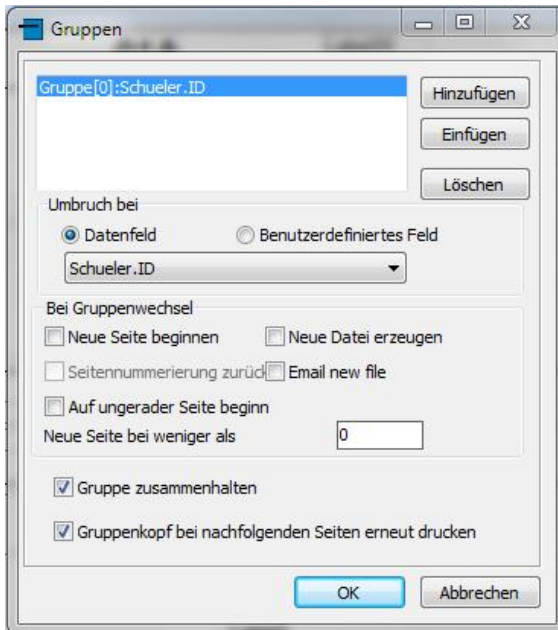 Gruppen
Gruppe[0]:Schueler.ID
Hinzufügen
Einfügen
Löschen
Umbruch bei
Datenfeld Benutzerdefiniertes Feld
Schueler.ID
Bei Gruppenwechsel
Neue Seite beginnen Neue Datei erzeugen
Seitennummerierung zurück Email new file
Auf ungerader Seite beginn
Neue Seite bei weniger als 0
Gruppe zusammenhalten
Gruppenkopf bei nachfolgenden Seiten erneut drucken
OK Abbrechen